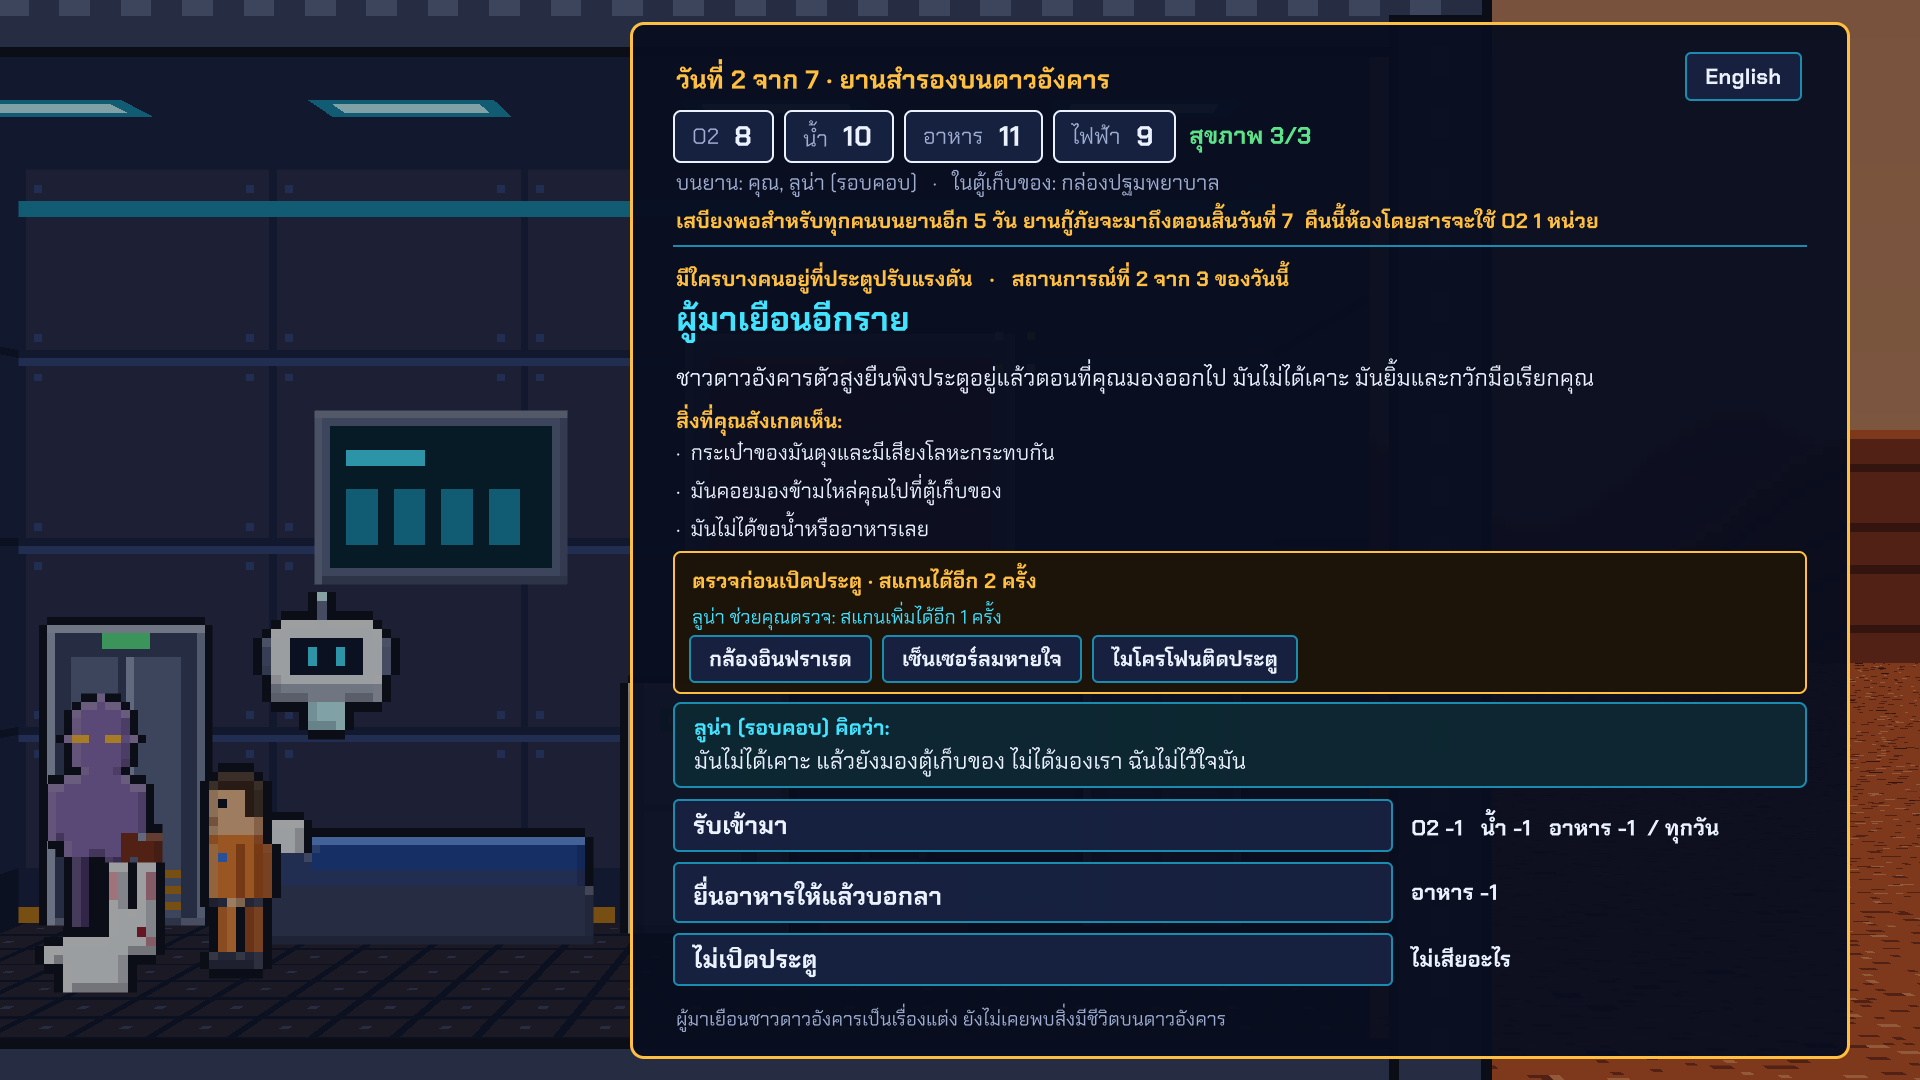 วันที่ 2 จาก 7 · ยานสำรองบนดาวอังคาร
English
O2 8 น้ำ 10 อาหาร 11 ไฟฟ้า 9 สุขภาพ 3/3
บนยาน: คุณ, ลูน่า (รอบคอบ) · ในตู้เก็บของ: กล่องปฐมพยาบาล
เสบียงพอสำหรับทุกคนบนยานอีก 5 วัน ยานกู้ภัยจะมาถึงตอนสิ้นวันที่ 7 คืนนี้ห้องโดยสารจะใช้ O2 1 หน่วย
มีใครบางคนอยู่ที่ประตูปรับแรงดัน · สถานการณ์ที่ 2 จาก 3 ของวันนี้
ผู้มาเยือนอีกราย
ชาวดาวอังคารตัวสูงยืนพิงประตูอยู่แล้วตอนที่คุณมองออกไป มันไม่ได้เคาะ มันยิ้มและกวักมือเรียกคุณ
สิ่งที่คุณสังเกตเห็น:
· กระเป๋าของมันตุงและมีเสียงโลหะกระทบกัน
· มันคอยมองข้ามไหล่คุณไปที่ตู้เก็บของ
· มันไม่ได้ขอน้ำหรืออาหารเลย
ตรวจก่อนเปิดประตู · สแกนได้อีก 2 ครั้ง
ลูน่า ช่วยคุณตรวจ: สแกนเพิ่มได้อีก 1 ครั้ง
กล้องอินฟราเรด เซ็นเซอร์ลมหายใจ ไมโครโฟนติดประตู
ลูน่า (รอบคอบ) คิดว่า:
มันไม่ได้เคาะ แล้วยังมองตู้เก็บของ ไม่ได้มองเรา ฉันไม่ไว้ใจมัน
รับเข้ามา O2 -1 น้ำ -1 อาหาร -1 / ทุกวัน
ยื่นอาหารให้แล้วบอกลา อาหาร -1
ไม่เปิดประตู ไม่เสียอะไร
ผู้มาเยือนชาวดาวอังคารเป็นเรื่องแต่ง ยังไม่เคยพบสิ่งมีชีวิตบนดาวอังคาร